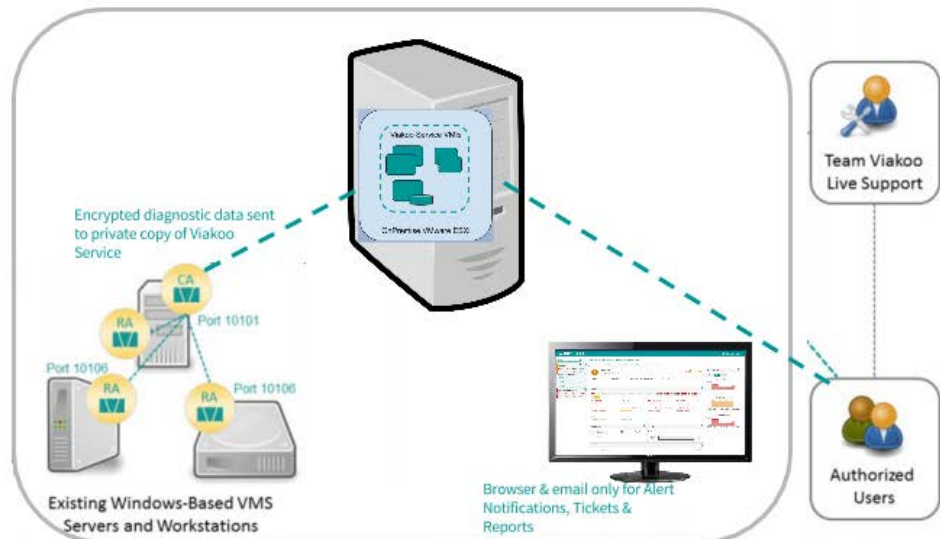 Viakoo Service VMs
OnPremise VMware ESXi
Team Viakoo
Live Support
Encrypted diagnostic data sent
to private copy of Viakoo
Service
CA
RA
Port 10101
Port 10106
RA
Port 10106
RA
Existing Windows-Based VMS
Servers and Workstations
Browser & email only for Alert
Notifications, Tickets &
Reports
Authorized
Users